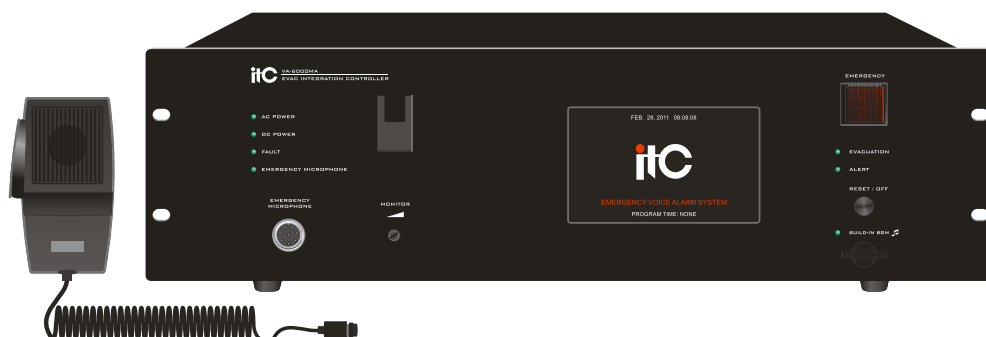 itC VA-6000MA
EVAC INTEGRATION CONTROLLER
AC POWER
DC POWER
FAULT
EMERGENCY MICROPHONE
EMERGENCY
MICROPHONE
MONITOR
FEB. 28, 2011 08:08:08
itC
EMERGENCY VOICE ALARM SYSTEM
PROGRAM TIME: NONE
EMERGENCY
EVACUATION
ALERT
RESET / OFF
BUILD-IN BGM